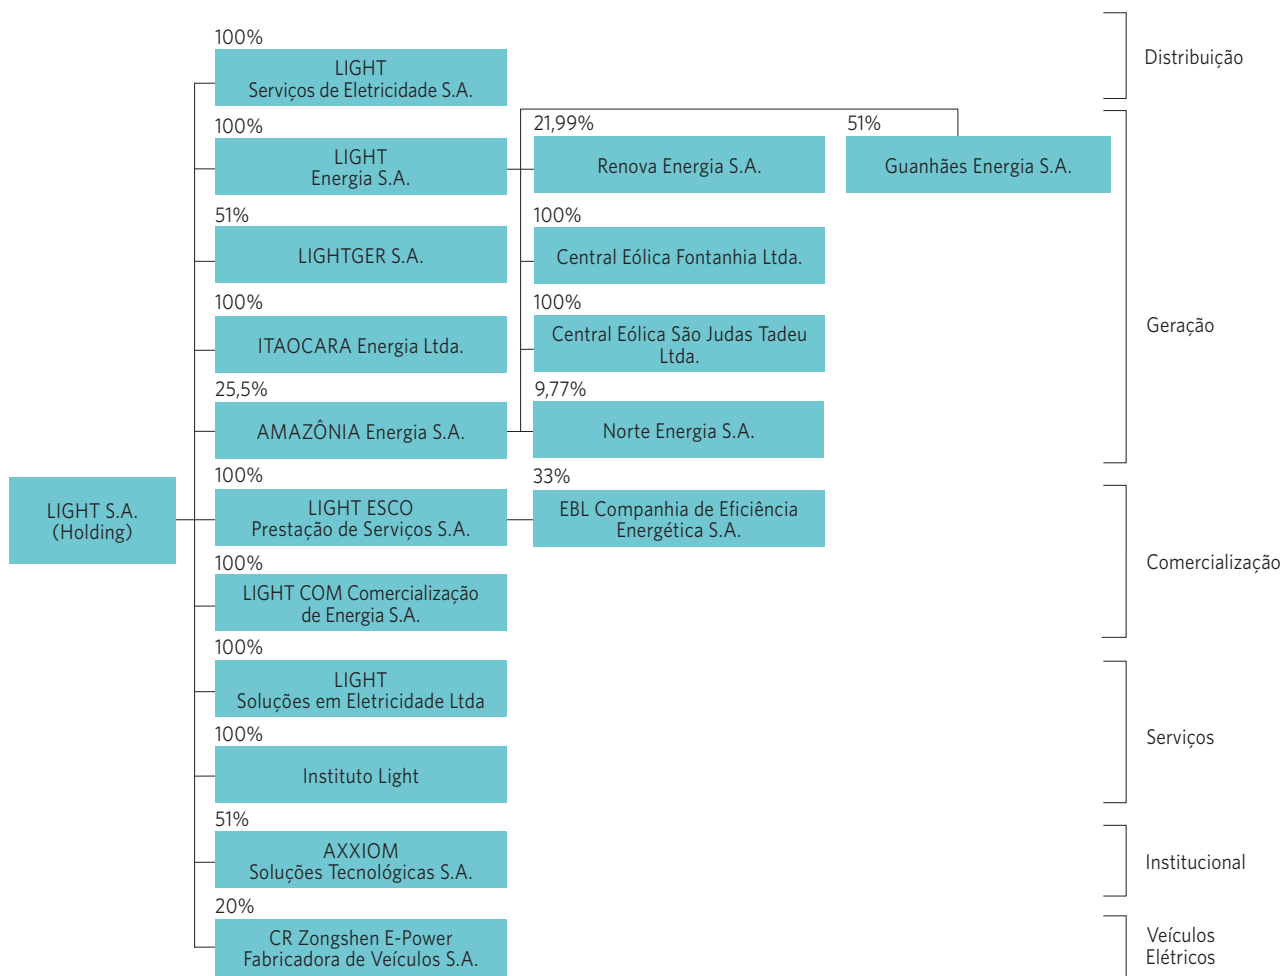 100%
LIGHT
Serviços de Eletricidade S.A.
Distribuição
100%
LIGHT
Energia S.A.
21,99%
Renova Energia S.A.
51%
Guanhães Energia S.A.
51%
LIGHTGER S.A.
100%
Central Eólica Fontanhia Ltda.
100%
ITAOCARA Energia Ltda.
100%
Central Eólica São Judas Tadeu
Ltda.
Geração
25,5%
AMAZÔNIA Energia S.A.
9,77%
Norte Energia S.A.
LIGHT S.A.
(Holding)
100%
LIGHT ESCO
Prestação de Serviços S.A.
33%
EBL Companhia de Eficiência
Energética S.A.
Comercialização
100%
LIGHT COM Comercialização
de Energia S.A.
100%
LIGHT
Soluções em Eletricidade Ltda
Serviços
100%
Instituto Light
51%
AXXIOM
Soluções Tecnológicas S.A.
Institucional
20%
CR Zongshen E-Power
Fabricadora de Veículos S.A.
Veículos
Elétricos